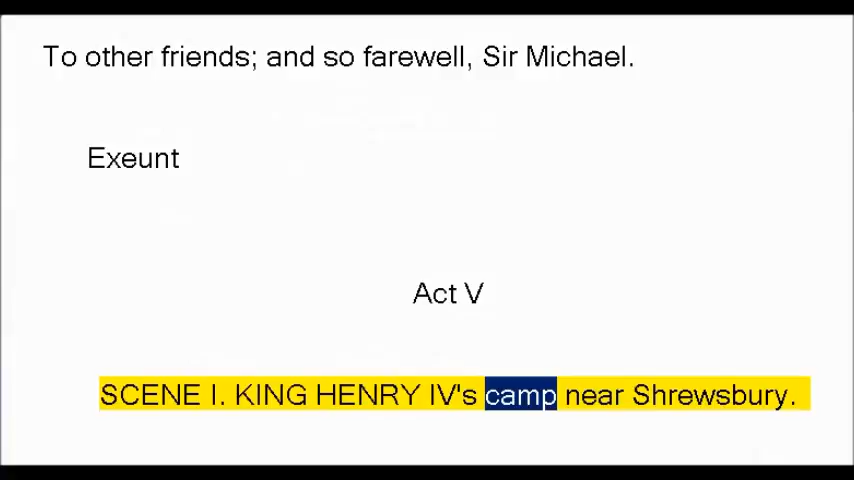 To other friends; and so farewell, Sir Michael.
Exeunt
Act V
SCENE I. KING HENRY IV's camp near Shrewsbury.